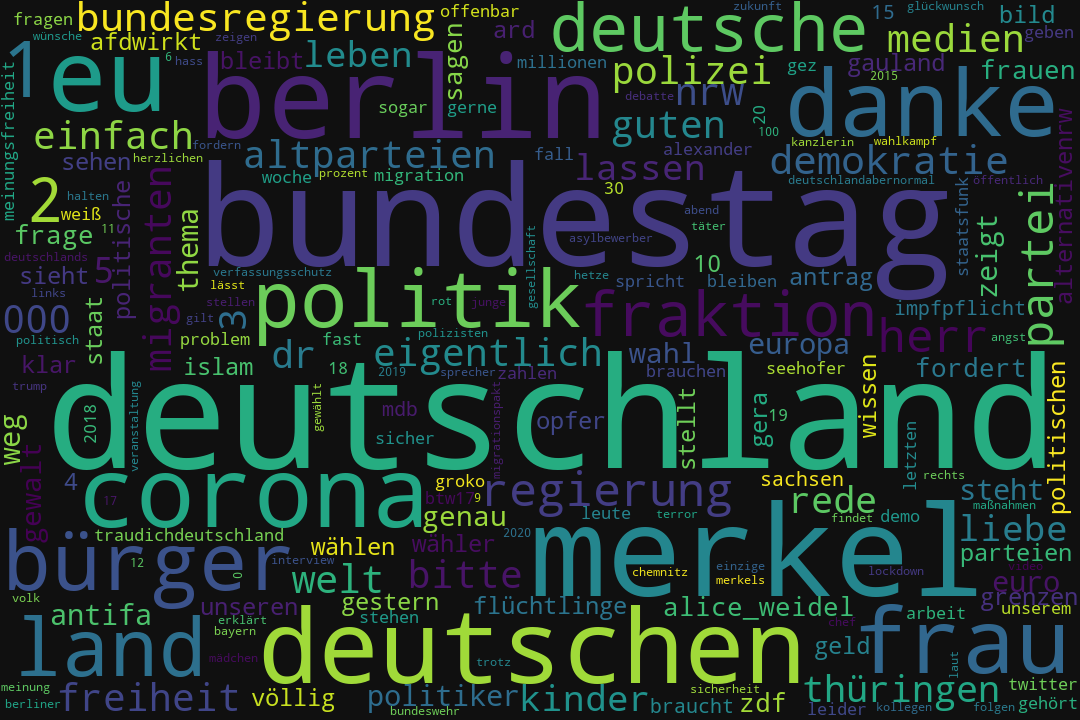 fragen
bundesregierung
offenbar
deutsche
zukunft
15
glückwunsch
bild
wünsche
afdwirkt
zeigen
leben
sagen
ard
medien
geben
1
eu
6
hass
bleibt
berlin
millionen
polizei
gez
gauland
2015
frauen
meinungsfreiheit
sogar
gerne
debatte
nrw
danke
einfach
fordern
guten
20
100
alternativenrw
sehen
herzlichen
altparteien
fall
alexander
kanzlerin
wahlkampf
demokratie
halten
woche
prozent
migration
lassen
deutschlandabernormal
öffentlich
2
weiß
politische
migranten
thema
bundestag
30
abend
täter
staatsfunk
zeigt
partei
frage
11
asylbewerber
gesellschaft
deutschlands
sieht
5
verfassungsschutz
lässt
hetze
spricht
10
bleiben
antrag
links
stellen
politik
rot
junge
fraktion
impfpflicht
000
staat
gilt
3
polizisten
herr
angst
politisch
problem
fast
klar
islam
dr
eigentlich
wahl
europa
18
2019
sprecher
zahlen
brauchen
seehofer
fordert
trump
deutschland
2018
veranstaltung
gewählt
mdb
migrationspakt
opfer
stellt
gera
19
wissen
politischen
weg
sicher
letzten
gewalt
4
corona
groko
btw17
9
regierung
sachsen
rechts
steht
17
genau
leute
terror
rede
maßnahmen
traudichdeutschland
2020
findet
demo
liebe
bürger
12
0
interview
wählen
wähler
merkel
parteien
welt
bitte
chemnitz
einzige
merkels
lockdown
video
euro
volk
grenzen
antifa
unseren
gestern
flüchtlinge
alice_weidel
arbeit
unserem
erklärt
stehen
chef
bayern
land
deutschen
geld
frau
mädchen
trotz
laut
meinung
sicherheit
thüringen
twitter
berliner
freiheit
völlig
politiker
kinder
braucht
zdf
leider
kollegen
folgen
gehört
bundeswehr